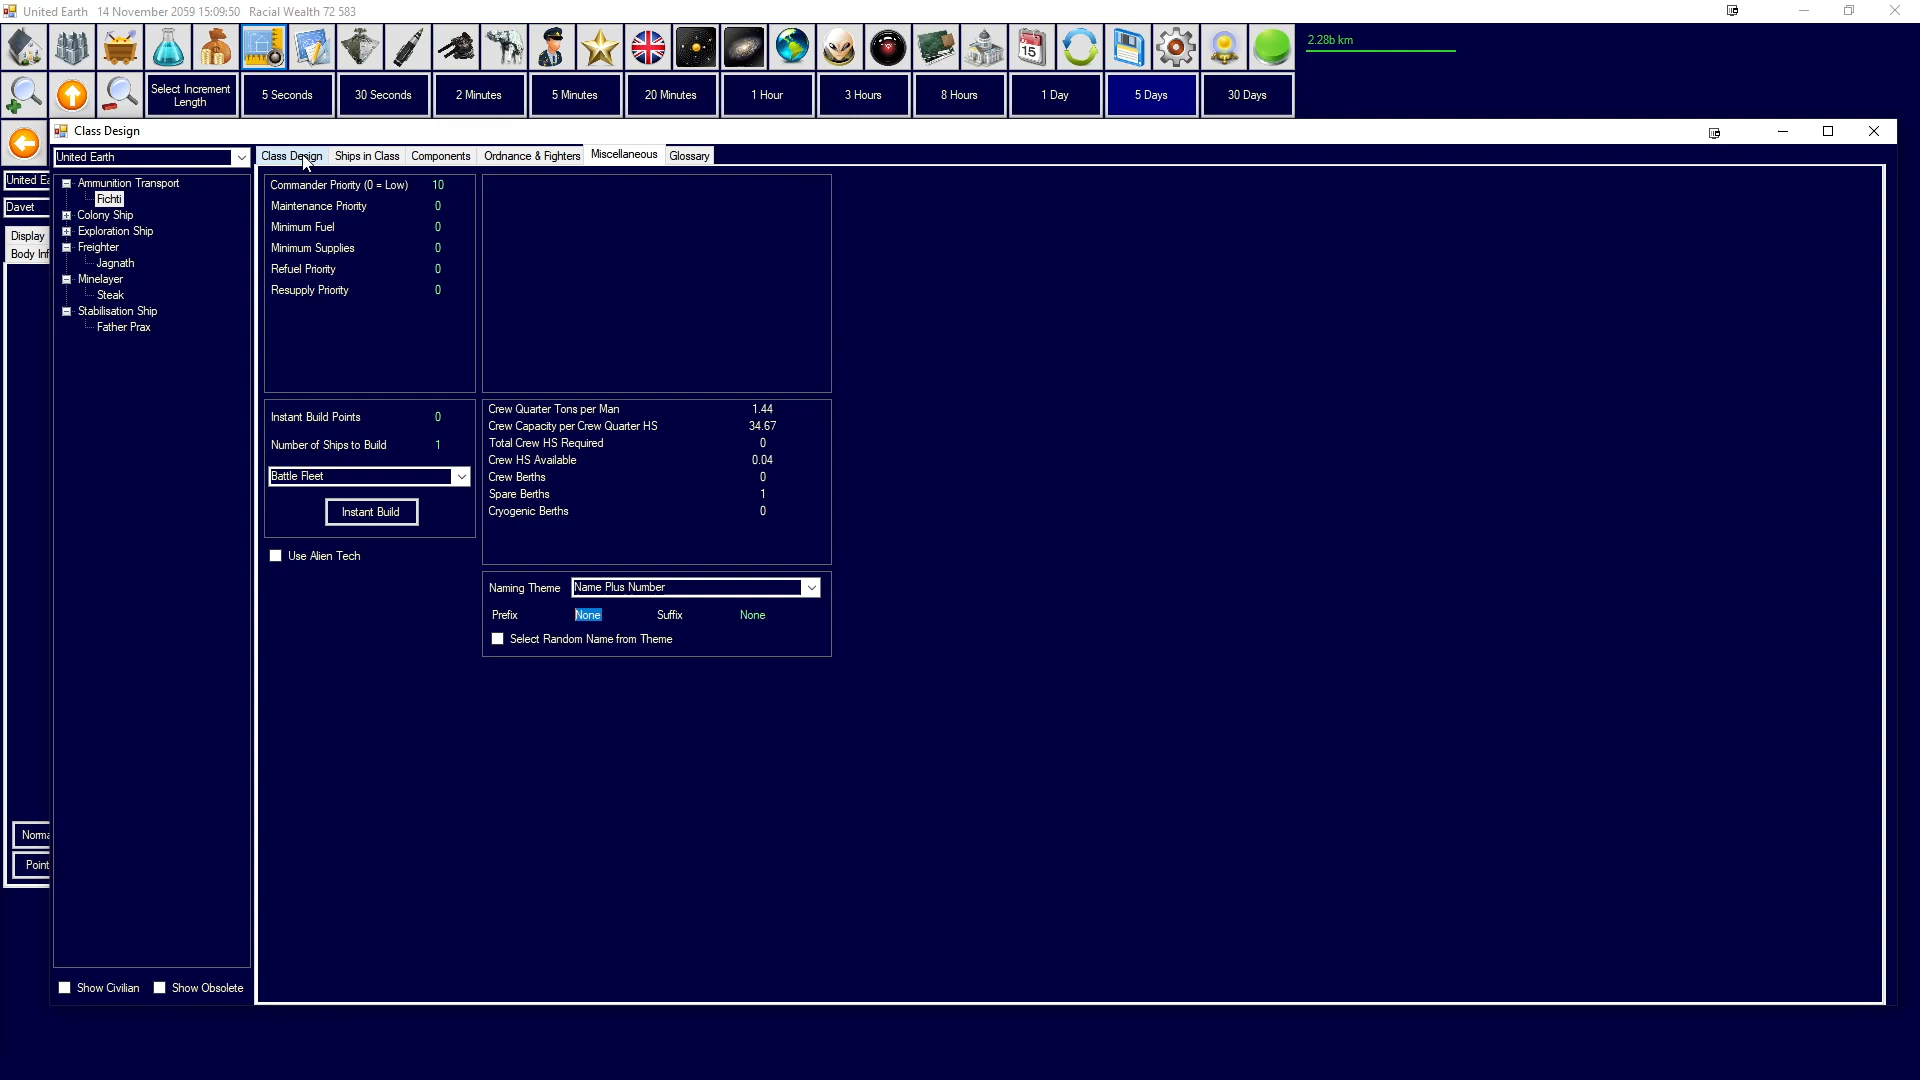 United Earth 14 November 2059 15:09:50 Racial Wealth 72 583
15
2.28b km
Select Increment Length
5 Seconds
30 Seconds
2 Minutes
5 Minutes
20 Minutes
1 Hour
3 Hours
8 Hours
1 Day
5 Days
30 Days
Class Design
United Ea
Davet
Display
Body Inf
Norma
Point
United Earth
Ammunition Transport
Fichti
Colony Ship
Exploration Ship
Freighter
Jagnath
Minelayer
Steak
Stabilisation Ship
Father Prax
Show Civilian
Show Obsolete
Class Design
Ships in Class
Components
Ordnance & Fighters
Miscellaneous
Glossary
Commander Priority (0 = Low) 10
Maintenance Priority 0
Minimum Fuel 0
Minimum Supplies 0
Refuel Priority 0
Resupply Priority 0
Instant Build Points 0
Number of Ships to Build 1
Battle Fleet
Instant Build
Use Alien Tech
Crew Quarter Tons per Man 1.44
Crew Capacity per Crew Quarter HS 34.67
Total Crew HS Required 0
Crew HS Available 0.04
Crew Berths 0
Spare Berths 1
Cryogenic Berths 0
Naming Theme Name Plus Number
Prefix None Suffix None
Select Random Name from Theme